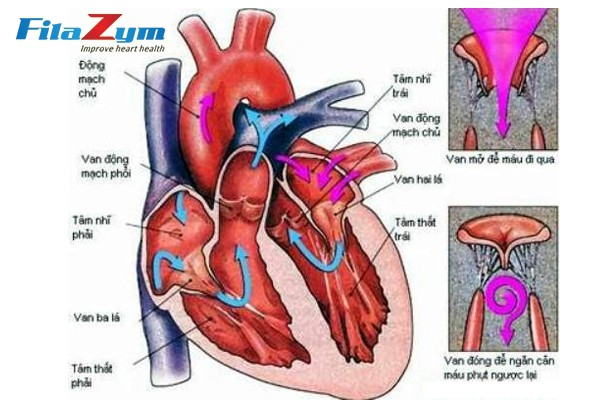 FilaZym
Improve heart health
Động
mạch
chủ
Van động
mạch phổi
Tâm nhĩ
phải
Van ba lá
Tâm thất
phải
Tâm nhĩ
trái
Van động
mạch chủ
Van hai lá
Tâm thất
trái
Van mở để máu đi qua
Van đóng để ngăn cản
máu phụt ngược lại